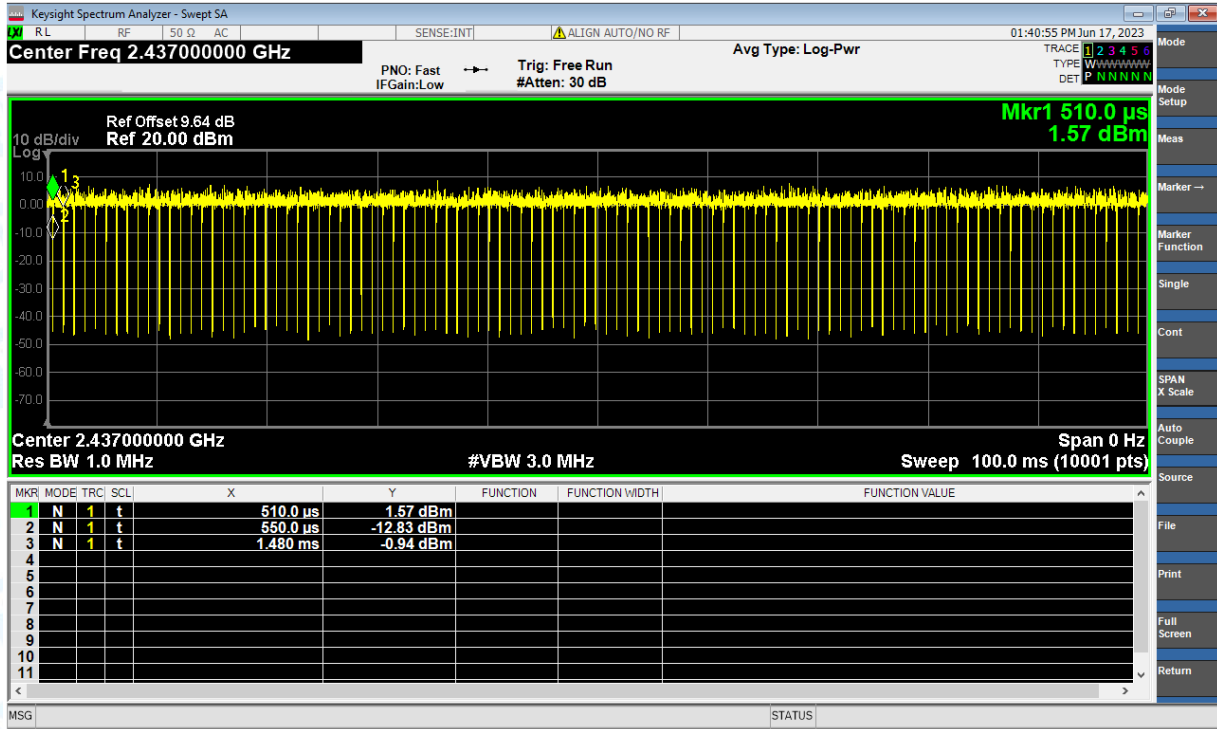 Keysight Spectrum Analyzer - Swept SA
LXI RL RF 50 Ω AC SENSE:INT ALIGN AUTO/NO RF 01:40:55 PM Jun 17, 2023
Center Freq 2.437000000 GHz
PNO: Fast
IFGain:Low
Trig: Free Run
#Atten: 30 dB
Avg Type: Log-Pwr
TRACE 1 2 3 4 5 6
TYPE WWWWWW
DET P N N N N N
Mkr1 510.0 µs
1.57 dBm
Ref Offset 9.64 dB
10 dB/div Ref 20.00 dBm
Log
10.0
0.00
-10.0
-20.0
-30.0
-40.0
-50.0
-60.0
-70.0
1
3
2
Center 2.437000000 GHz Span 0 Hz
Res BW 1.0 MHz #VBW 3.0 MHz Sweep 100.0 ms (10001 pts)
MKR MODE TRC SCL X Y FUNCTION FUNCTION WIDTH FUNCTION VALUE
1 N 1 t 510.0 µs 1.57 dBm
2 N 1 t 550.0 µs -12.83 dBm
3 N 1 t 1.480 ms -0.94 dBm
4
5
6
7
8
9
10
11
MSG STATUS
Mode
Mode
Setup
Meas
Marker→
Marker
Function
Single
Cont
SPAN
X Scale
Auto
Couple
Source
File
Print
Full
Screen
Return